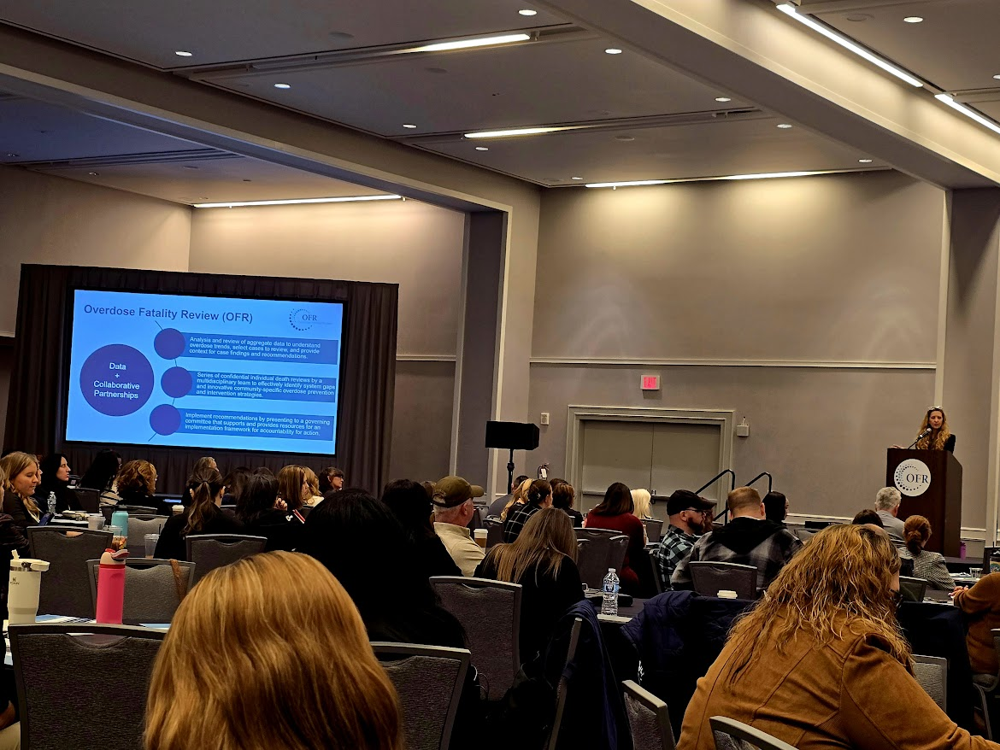 Overdose Fatality Review (OFR)
OFR
Data
+
Collaborative
Partnerships
Analysis and review of aggregate data to understand
overdose trends, select cases to review, and provide
context for case findings and recommendations.
Series of confidential individual death reviews by a
multidisciplinary team to effectively identify system gaps
and innovative community-specific overdose prevention
and intervention strategies.
Implement recommendations by presenting to a governing
committee that supports and provides resources for an
implementation framework for accountability for action.
EXIT
OFR